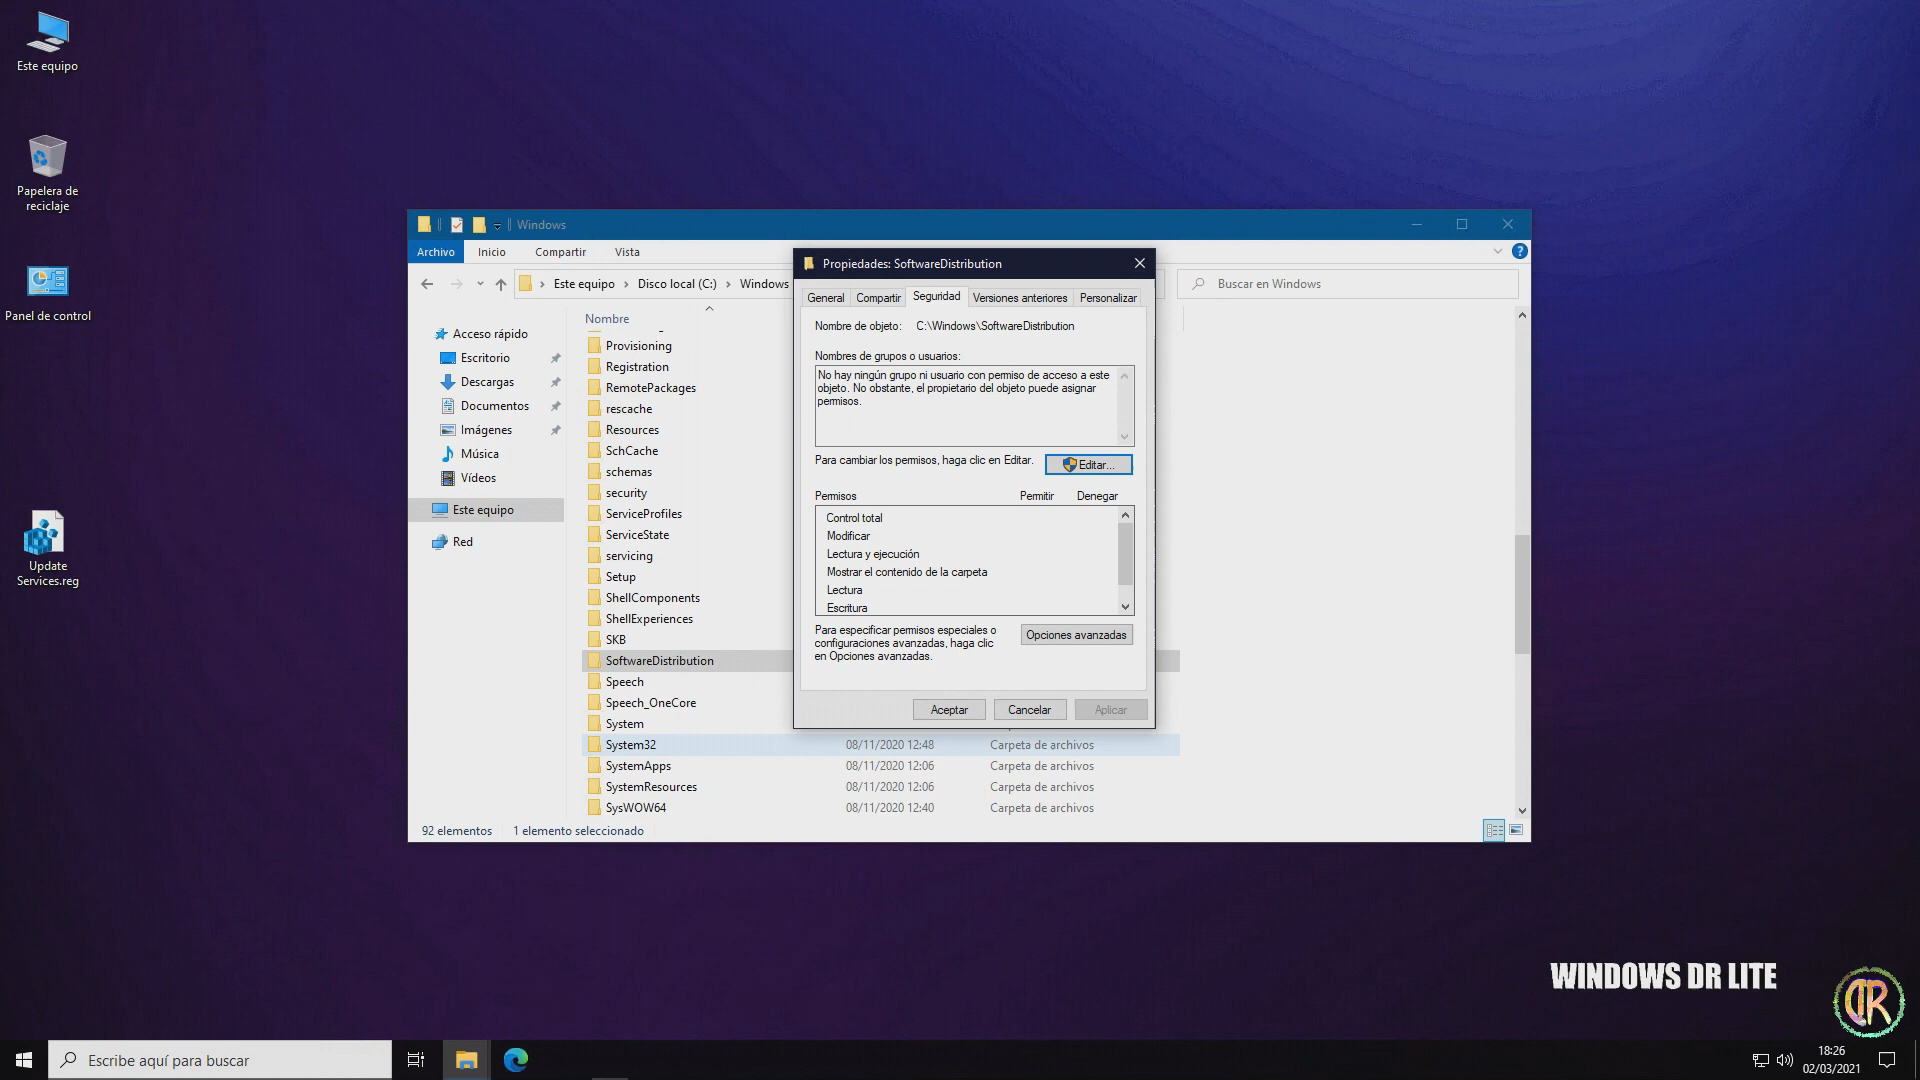 Este equipo
Papelera de
reciclaje
Panel de control
Update
Services.reg
Windows
Archivo
Inicio
Compartir
Vista
Este equipo
Disco local (C:)
Windows
Buscar en Windows
Acceso rápido
Escritorio
Descargas
Documentos
Imágenes
Música
Vídeos
Este equipo
Red
Nombre
Provisioning
Registration
RemotePackages
rescache
Resources
SchCache
schemas
security
ServiceProfiles
ServiceState
servicing
Setup
ShellComponents
ShellExperiences
SKB
SoftwareDistribution
Speech
Speech_OneCore
System
System32 08/11/2020 12:48 Carpeta de archivos
SystemApps 08/11/2020 12:06 Carpeta de archivos
SystemResources 08/11/2020 12:06 Carpeta de archivos
SysWOW64 08/11/2020 12:40 Carpeta de archivos
92 elementos 1 elemento seleccionado
Propiedades: SoftwareDistribution
General Compartir Seguridad Versiones anteriores Personalizar
Nombre de objeto: C:\Windows\SoftwareDistribution
Nombres de grupos o usuarios:
No hay ningún grupo ni usuario con permiso de acceso a este
objeto. No obstante, el propietario del objeto puede asignar
permisos.
Para cambiar los permisos, haga clic en Editar. Editar...
Permisos Permitir Denegar
Control total
Modificar
Lectura y ejecución
Mostrar el contenido de la carpeta
Lectura
Escritura
Para especificar permisos especiales o
configuraciones avanzadas, haga clic
en Opciones avanzadas.
Opciones avanzadas
Aceptar Cancelar Aplicar
WINDOWS DR LITE
DR
Escribe aquí para buscar
18:26
02/03/2021